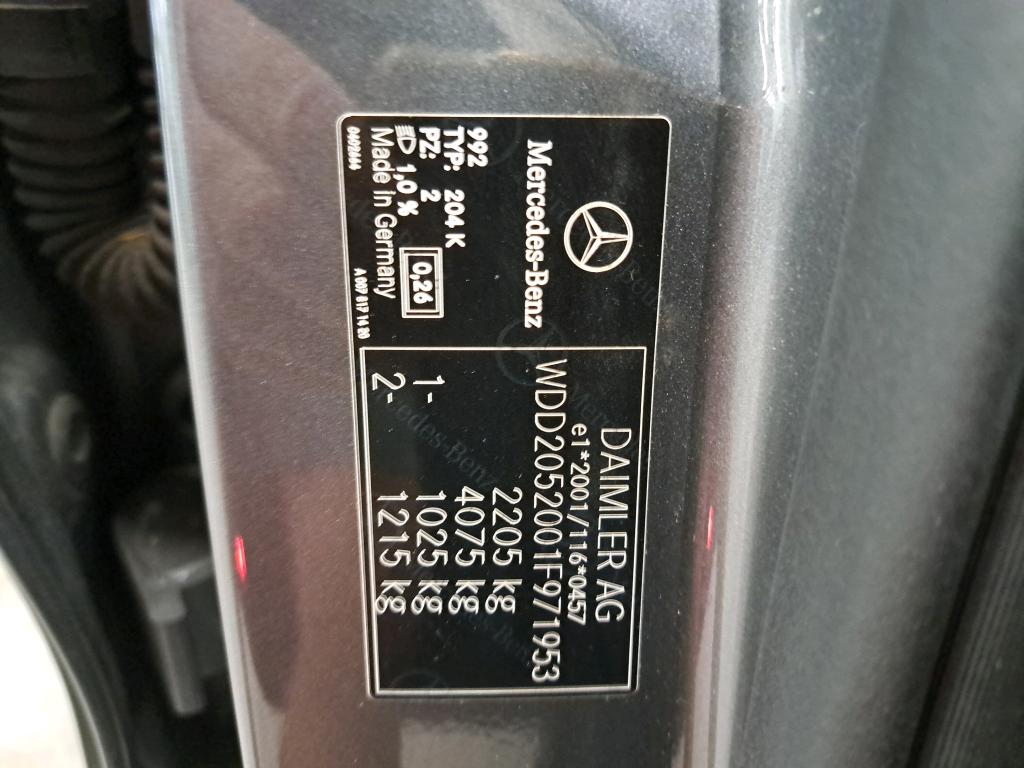 Mercedes-Benz
992
TYP: 204 K
PZ: 2
1,0 %
0,26
Made in Germany
DAIMLER AG
e1*2001/116*0457
WDD2052001F971953
2205 kg
4075 kg
1- 1025 kg
2- 1215 kg